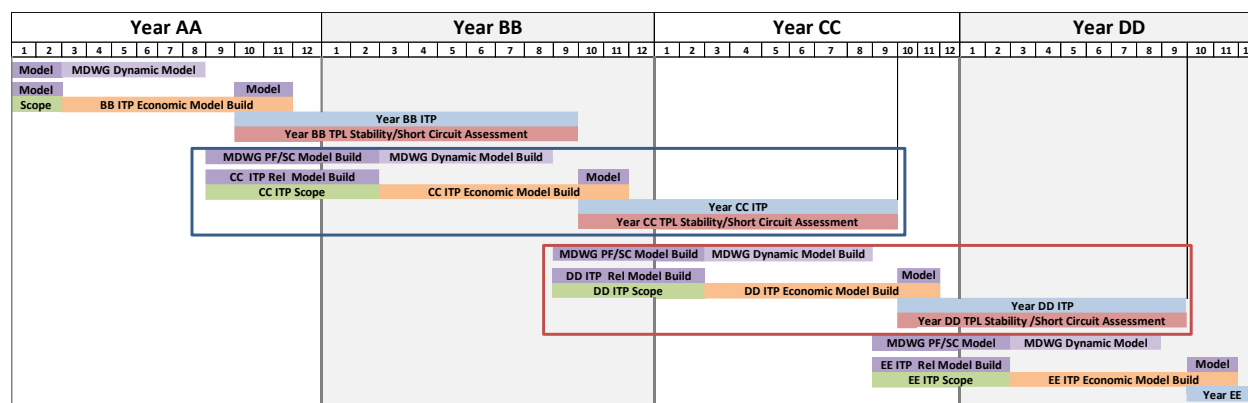 Year AA Year BB Year CC Year DD
1 2 3 4 5 6 7 8 9 10 11 12 1 2 3 4 5 6 7 8 9 10 11 12 1 2 3 4 5 6 7 8 9 10 11 12 1 2 3 4 5 6 7 8 9 10 11
Model MDWG Dynamic Model
Model Model
Scope BB ITP Economic Model Build
Year BB ITP
Year BB TPL Stability/Short Circuit Assessment
MDWG PF/SC Model Build MDWG Dynamic Model Build
CC ITP Rel Model Build Model
CC ITP Scope CC ITP Economic Model Build
Year CC ITP
Year CC TPL Stability/Short Circuit Assessment
MDWG PF/SC Model Build MDWG Dynamic Model Build
DD ITP Rel Model Build Model
DD ITP Scope DD ITP Economic Model Build
Year DD ITP
Year DD TPL Stability /Short Circuit Assessment
MDWG PF/SC Model MDWG Dynamic Model
EE ITP Rel Model Build Model
EE ITP Scope EE ITP Economic Model Build
Year EE